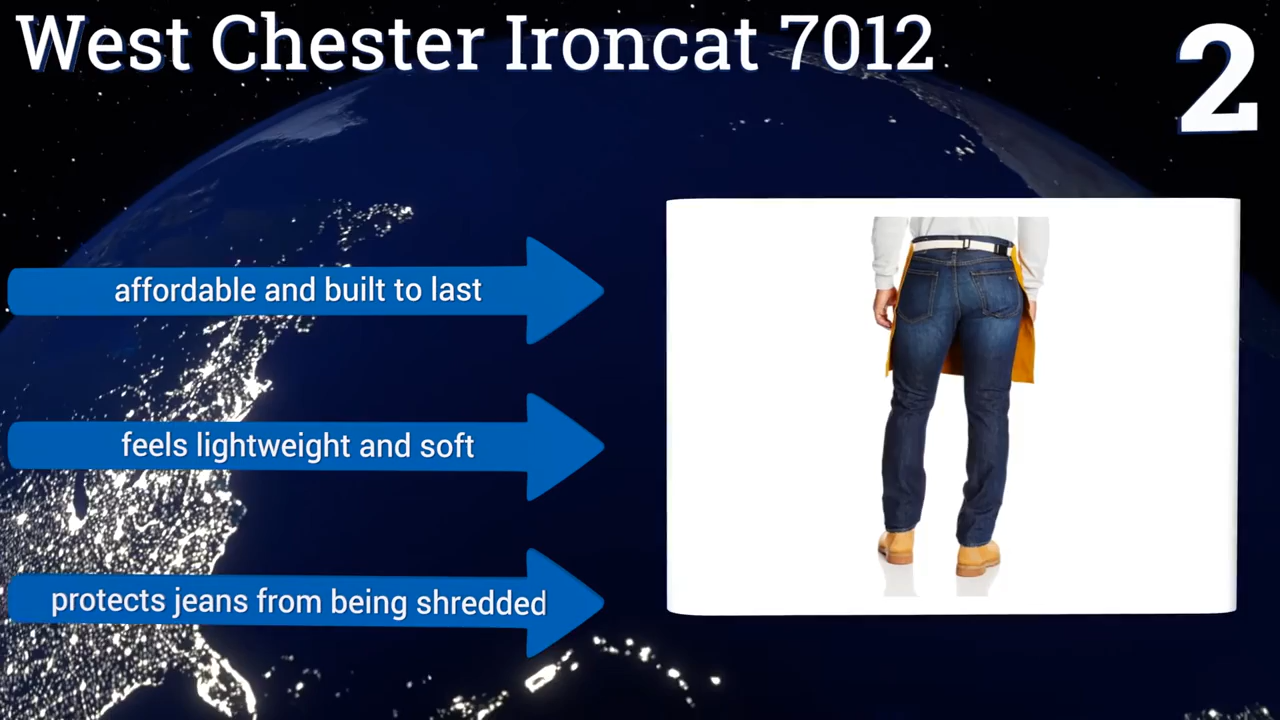 West Chester Ironcat 7012
2
affordable and built to last
feels lightweight and soft
protects jeans from being shredded